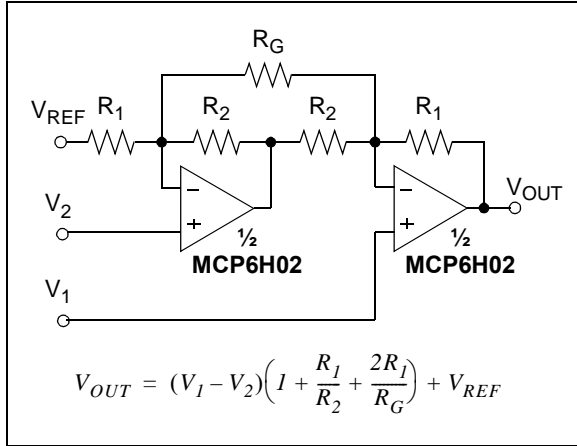 R_G
V_REF R_1 R_2 R_2 R_1
− −
V_2 + + V_OUT
½ ½
MCP6H02 MCP6H02
V_1
V_OUT = (V_1 – V_2)(1 + R_1/R_2 + 2R_1/R_G) + V_REF